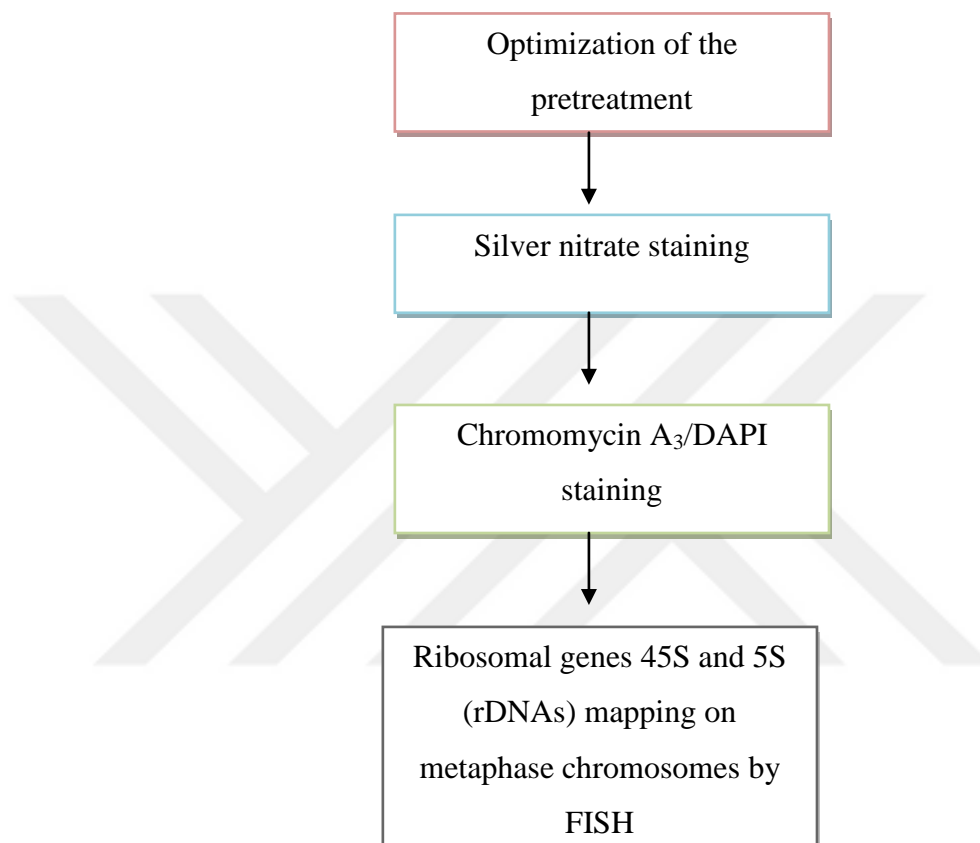 Optimization of the
pretreatment
Silver nitrate staining
Chromomycin A₃/DAPI
staining
Ribosomal genes 45S and 5S
(rDNAs) mapping on
metaphase chromosomes by
FISH